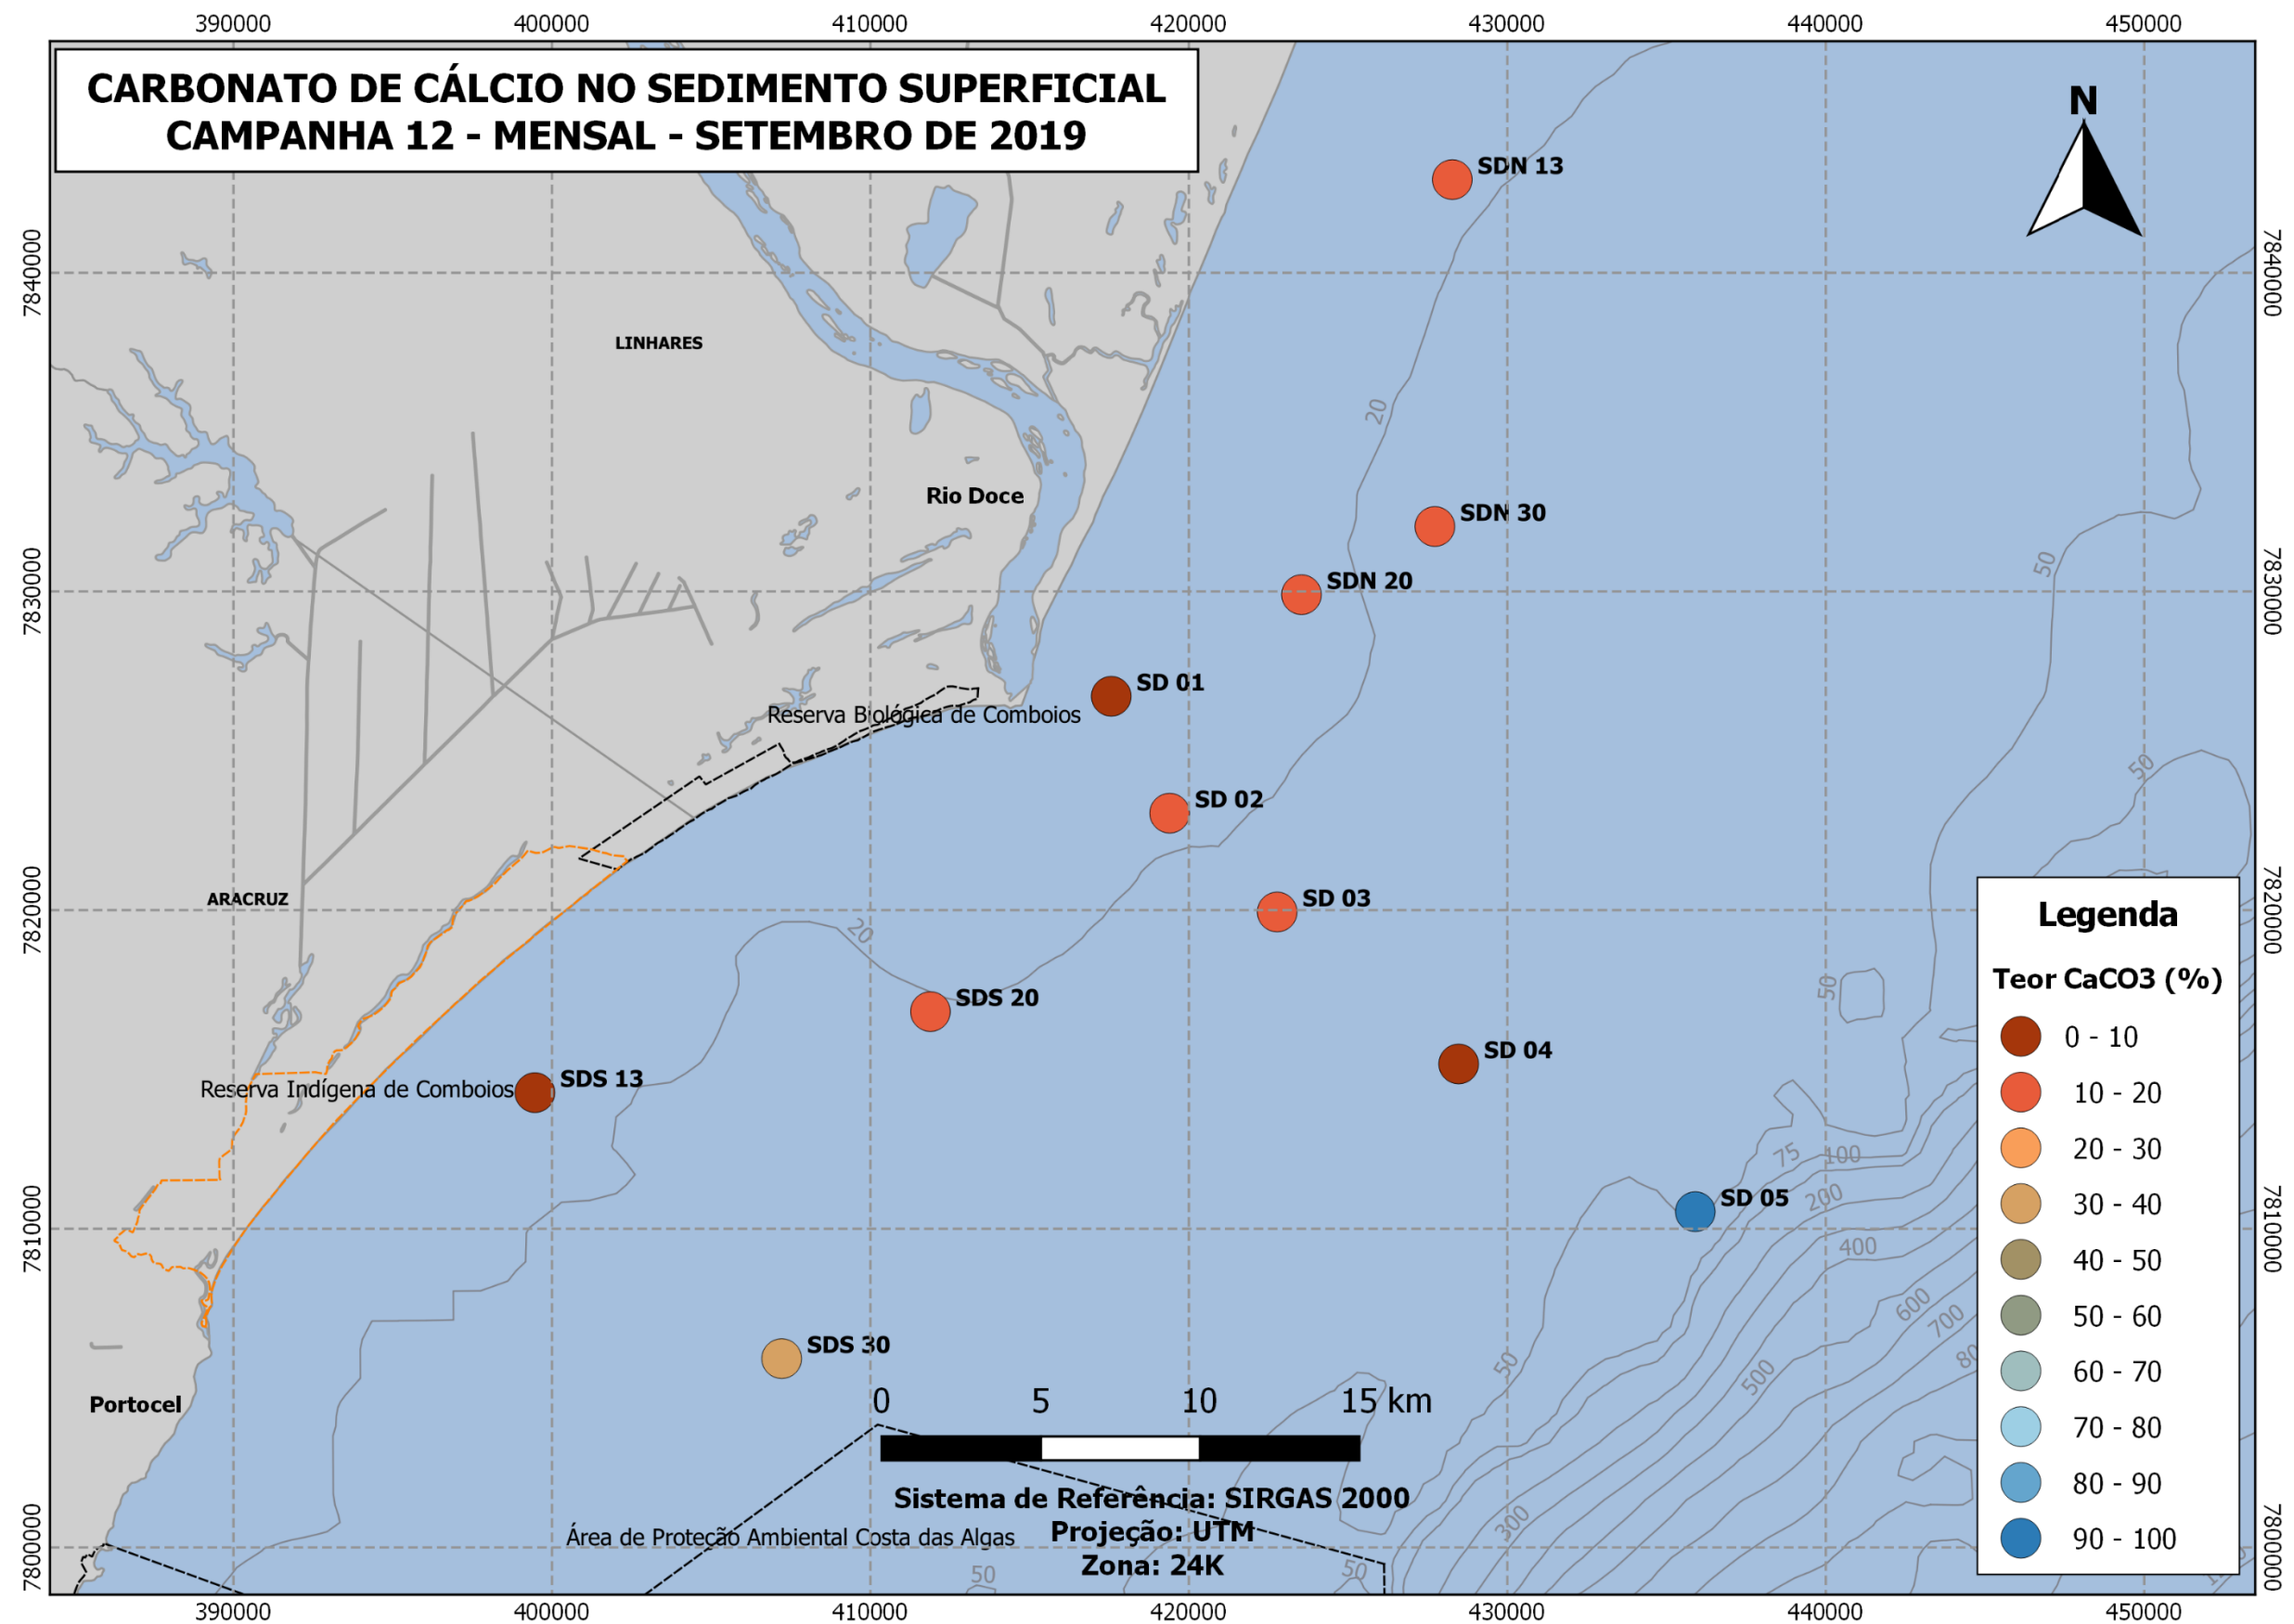 390000 400000 410000 420000 430000 440000 450000
CARBONATO DE CÁLCIO NO SEDIMENTO SUPERFICIAL
CAMPANHA 12 - MENSAL - SETEMBRO DE 2019
N
SDN 13
7840000
7840000
LINHARES
20
Rio Doce
SDN 30
50
SDN 20
7830000
7830000
SD 01
Reserva Biológica de Comboios
50
SD 02
ARACRUZ
SD 03
7820000
7820000
20
50
SDS 20
SD 04
Reserva Indígena de Comboios
SDS 13
75
100
200
SD 05
400
7810000
7810000
600
700
SDS 30
50
500
Portocel
0 5 10 15 km
Sistema de Referência: SIRGAS 2000
Projeção: UTM
Zona: 24K
Área de Proteção Ambiental Costa das Algas
300
50
50
7800000
7800000
Legenda
Teor CaCO3 (%)
0 - 10
10 - 20
20 - 30
30 - 40
40 - 50
50 - 60
60 - 70
70 - 80
80 - 90
90 - 100
390000 400000 410000 420000 430000 440000 450000